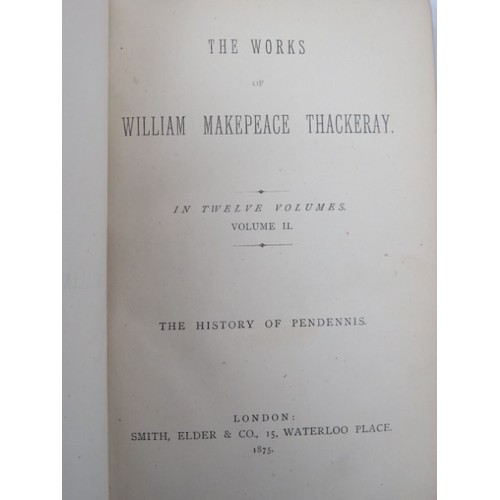 THE WORKS
OF
WILLIAM MAKEPEACE THACKERAY.
IN TWELVE VOLUMES.
VOLUME II.
THE HISTORY OF PENDENNIS.
LONDON:
SMITH, ELDER & CO., 15, WATERLOO PLACE.
1875.